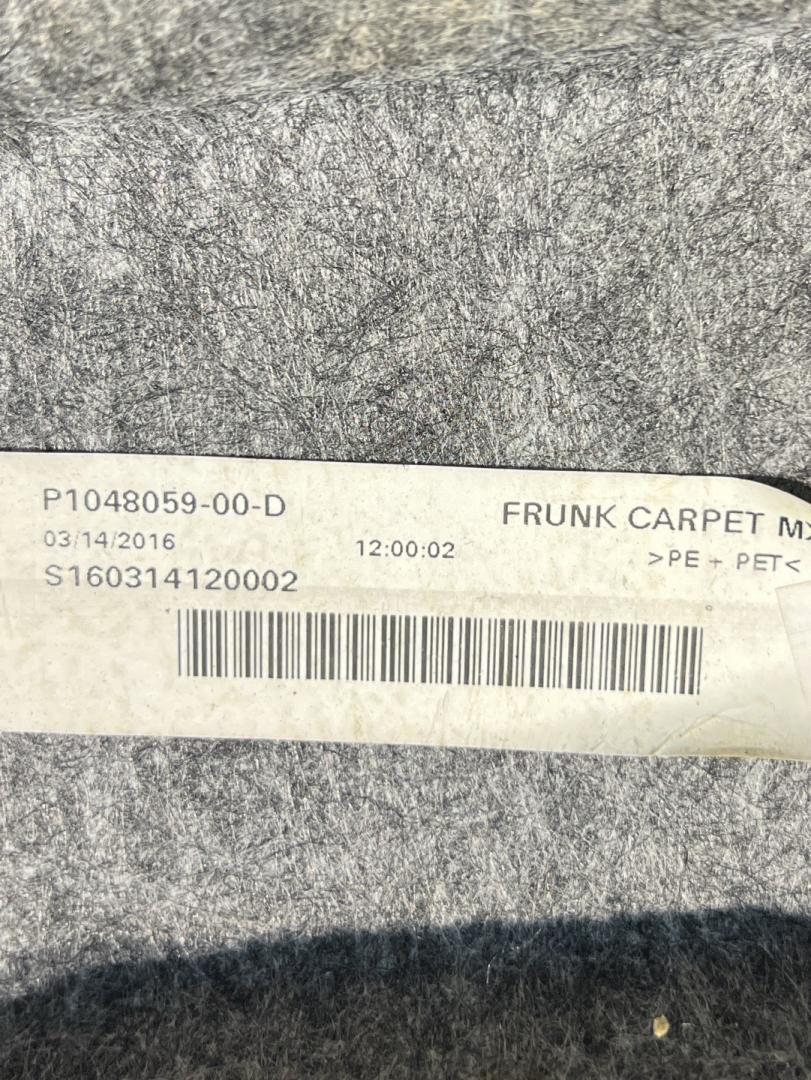 P1048059-00-D
FRUNK CARPET
03/14/2016
12:00:02
>PE + PET<
S160314120002